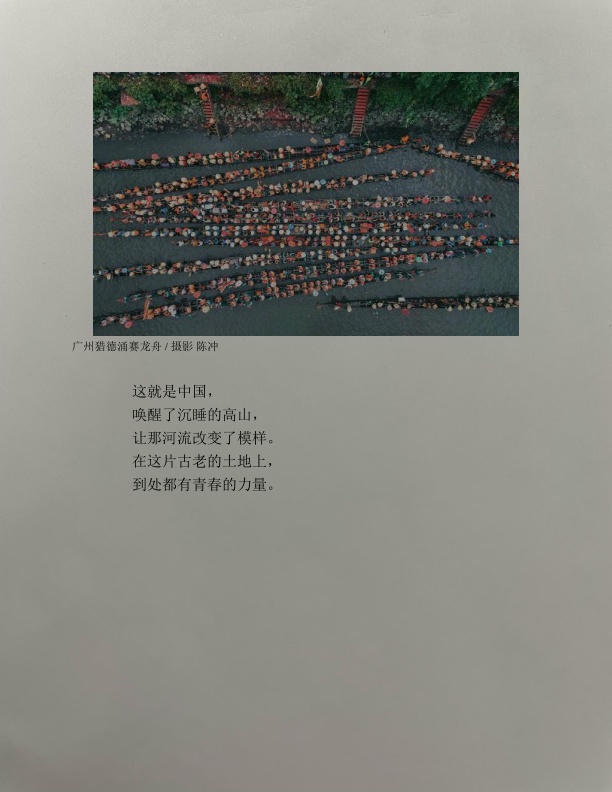 广州猎德涌赛龙舟 / 摄影 陈冲
这就是中国，
唤醒了沉睡的高山，
让那河流改变了模样。
在这片古老的土地上，
到处都有青春的力量。